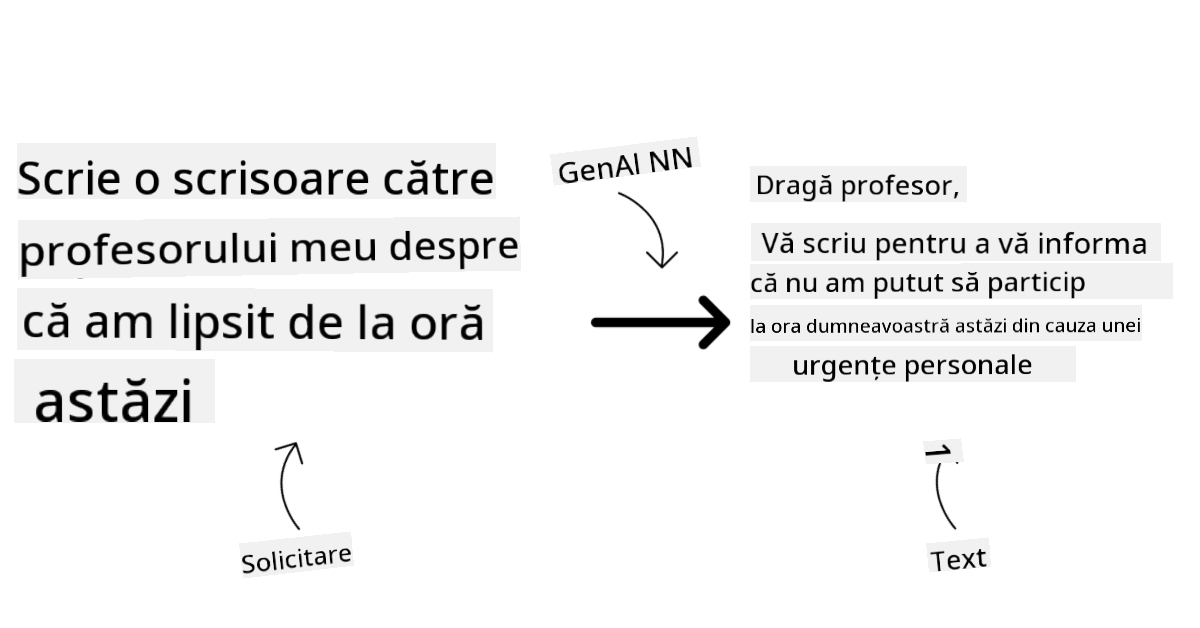 Scrie o scrisoare către
profesorului meu despre
că am lipsit de la oră
astăzi
Solicitare
GenAI NN
Dragă profesor,
Vă scriu pentru a vă informa
că nu am putut să particip
la ora dumneavoastră astăzi din cauza unei
urgențe personale
Text